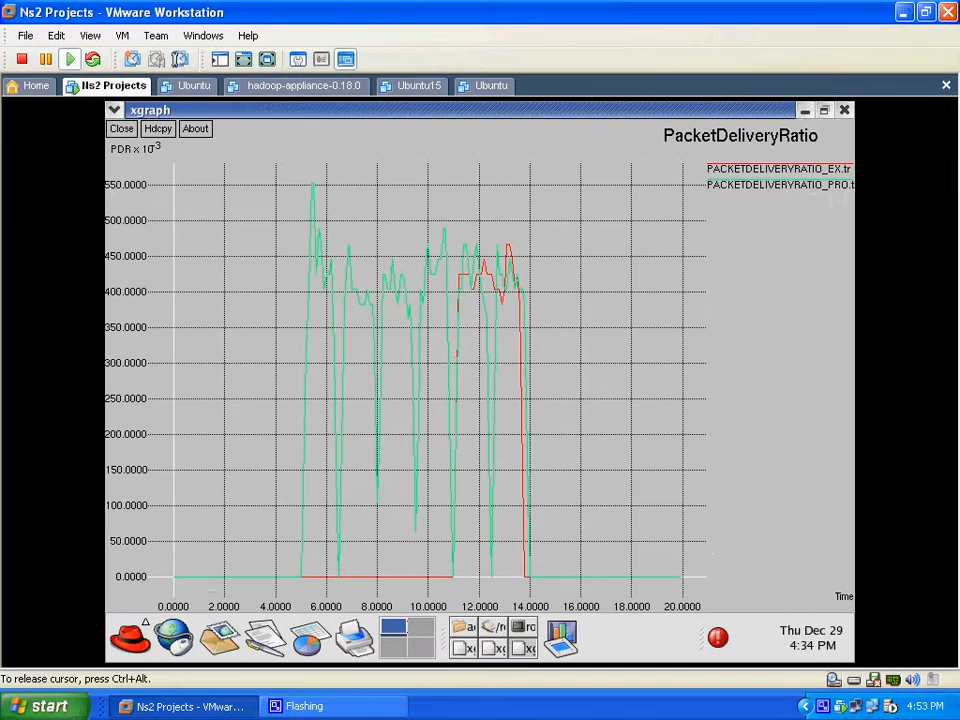 Ns2 Projects - VMware Workstation
File Edit View VM Team Windows Help
Home Ns2 Projects Ubuntu hadoop-appliance-0.18.0 Ubuntu15 Ubuntu
xgraph
Close Hdcpy About
PacketDeliveryRatio
PDR x 10-3
PACKETDELIVERYRATIO_EX.tr
PACKETDELIVERYRATIO_PRO.t
550.0000
500.0000
450.0000
400.0000
350.0000
300.0000
250.0000
200.0000
150.0000
100.0000
50.0000
0.0000
Time
0.0000 2.0000 4.0000 6.0000 8.0000 10.0000 12.0000 14.0000 16.0000 18.0000 20.0000
Thu Dec 29
4:34 PM
To release cursor, press Ctrl+Alt.
start Ns2 Projects - VMwar... Flashing 4:53 PM